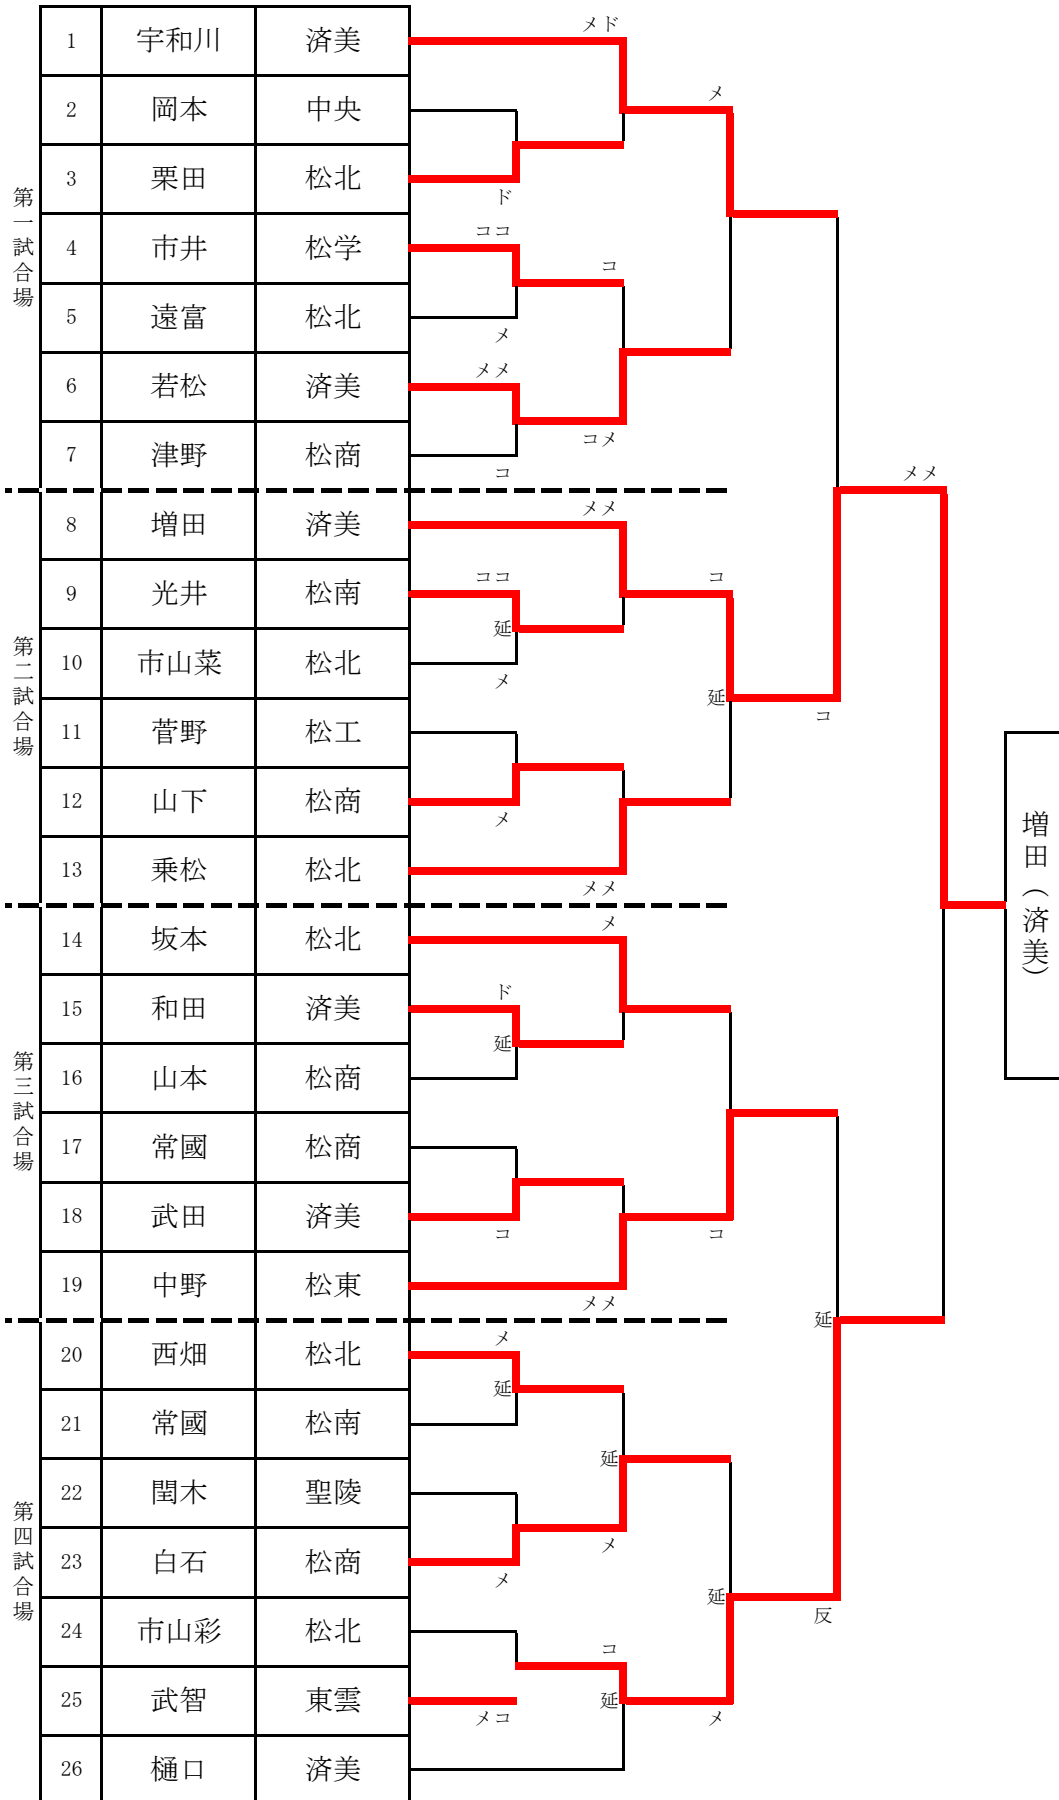 第一試合場
1 宇和川 済美
メド
2 岡本 中央
メ
3 栗田 松北
ド
4 市井 松学
ココ
コ
5 遠富 松北
メ
6 若松 済美
メメ
コメ
7 津野 松商
コ
メメ
第二試合場
8 増田 済美
メメ
9 光井 松南
ココ
コ
延
10 市山菜 松北
メ
延
コ
11 菅野 松工
12 山下 松商
メ
13 乗松 松北
メメ
増田(済美)
第三試合場
14 坂本 松北
メ
15 和田 済美
ド
延
16 山本 松商
17 常國 松商
18 武田 済美
コ
コ
19 中野 松東
メメ
延
第四試合場
20 西畑 松北
メ
延
21 常國 松南
延
22 閏木 聖陵
メ
23 白石 松商
メ
延
反
24 市山彩 松北
コ
25 武智 東雲
メコ
延
メ
26 樋口 済美